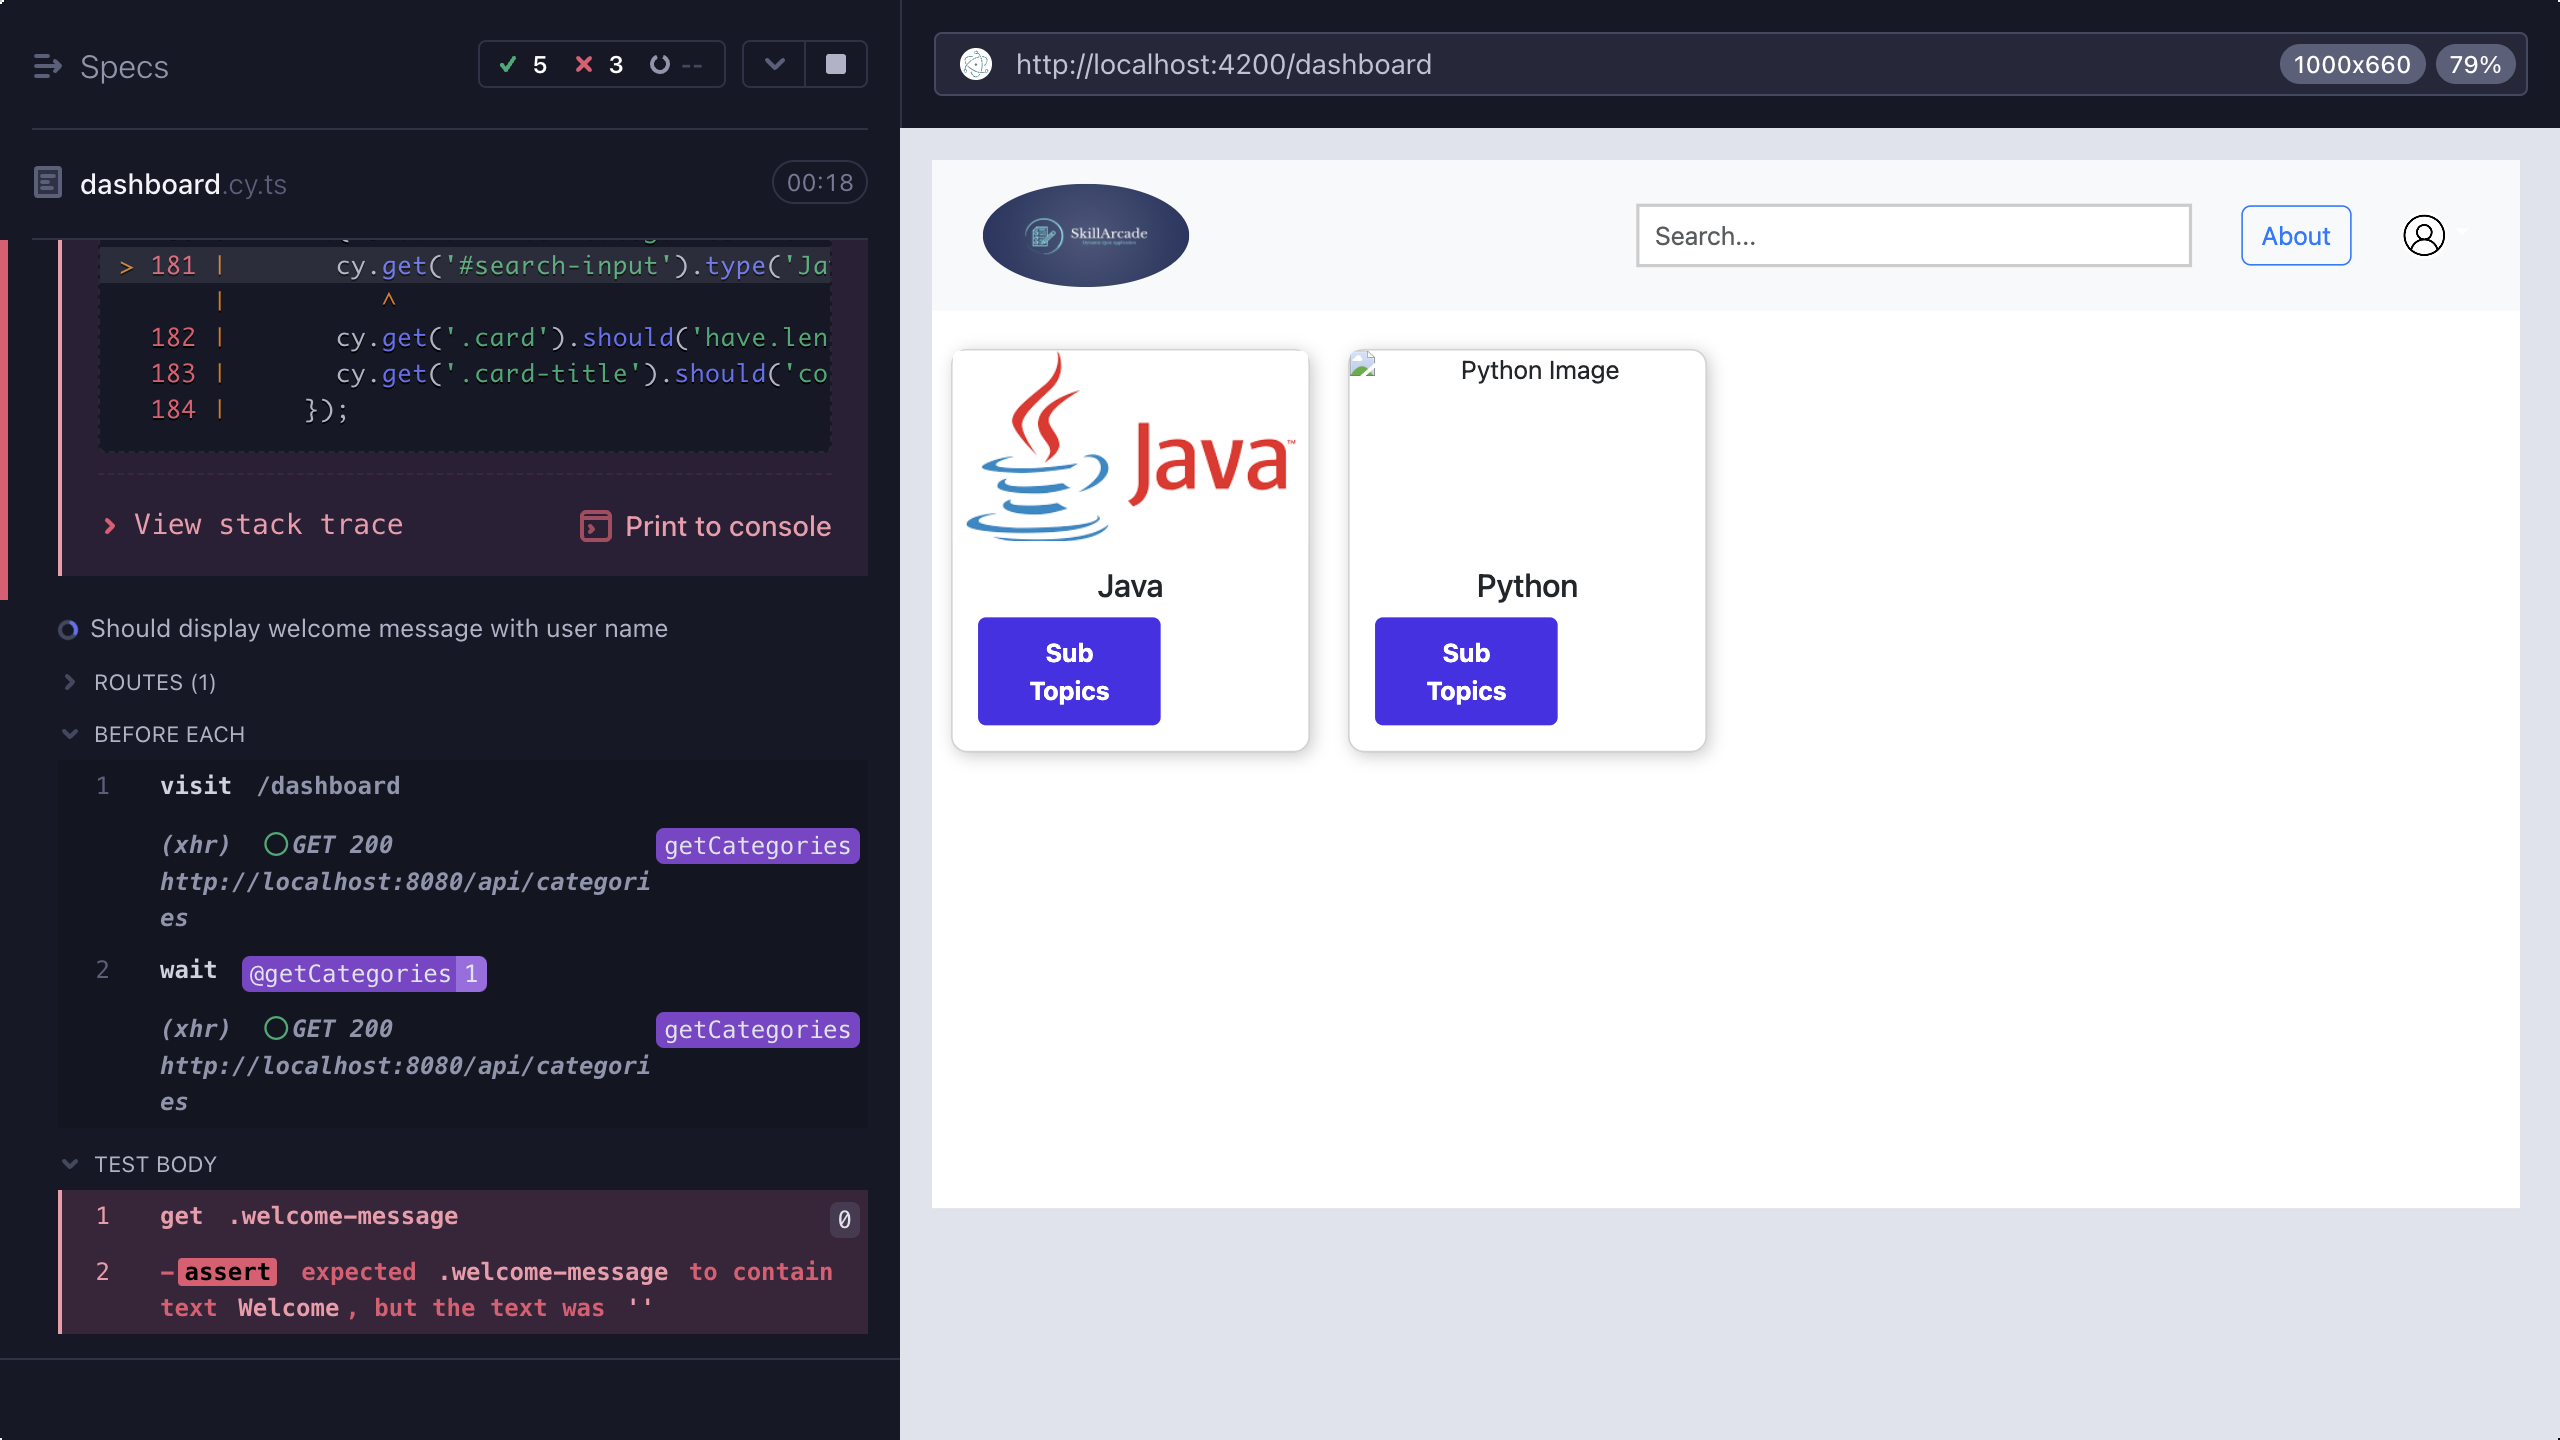 Specs
5 3 --
dashboard.cy.ts
00:18
> 181 | cy.get('#search-input').type('Ja
| ^
182 | cy.get('.card').should('have.len
183 | cy.get('.card-title').should('co
184 | });
View stack trace
Print to console
Should display welcome message with user name
ROUTES (1)
BEFORE EACH
1 visit /dashboard
(xhr) GET 200 getCategories
http://localhost:8080/api/categori
es
2 wait @getCategories 1
(xhr) GET 200 getCategories
http://localhost:8080/api/categori
es
TEST BODY
1 get .welcome-message 0
2 -assert expected .welcome-message to contain
text Welcome, but the text was ''
http://localhost:4200/dashboard
1000x660
79%
SkillArcade
Search...
About
Java™
Java
Sub
Topics
Python Image
Python
Sub
Topics